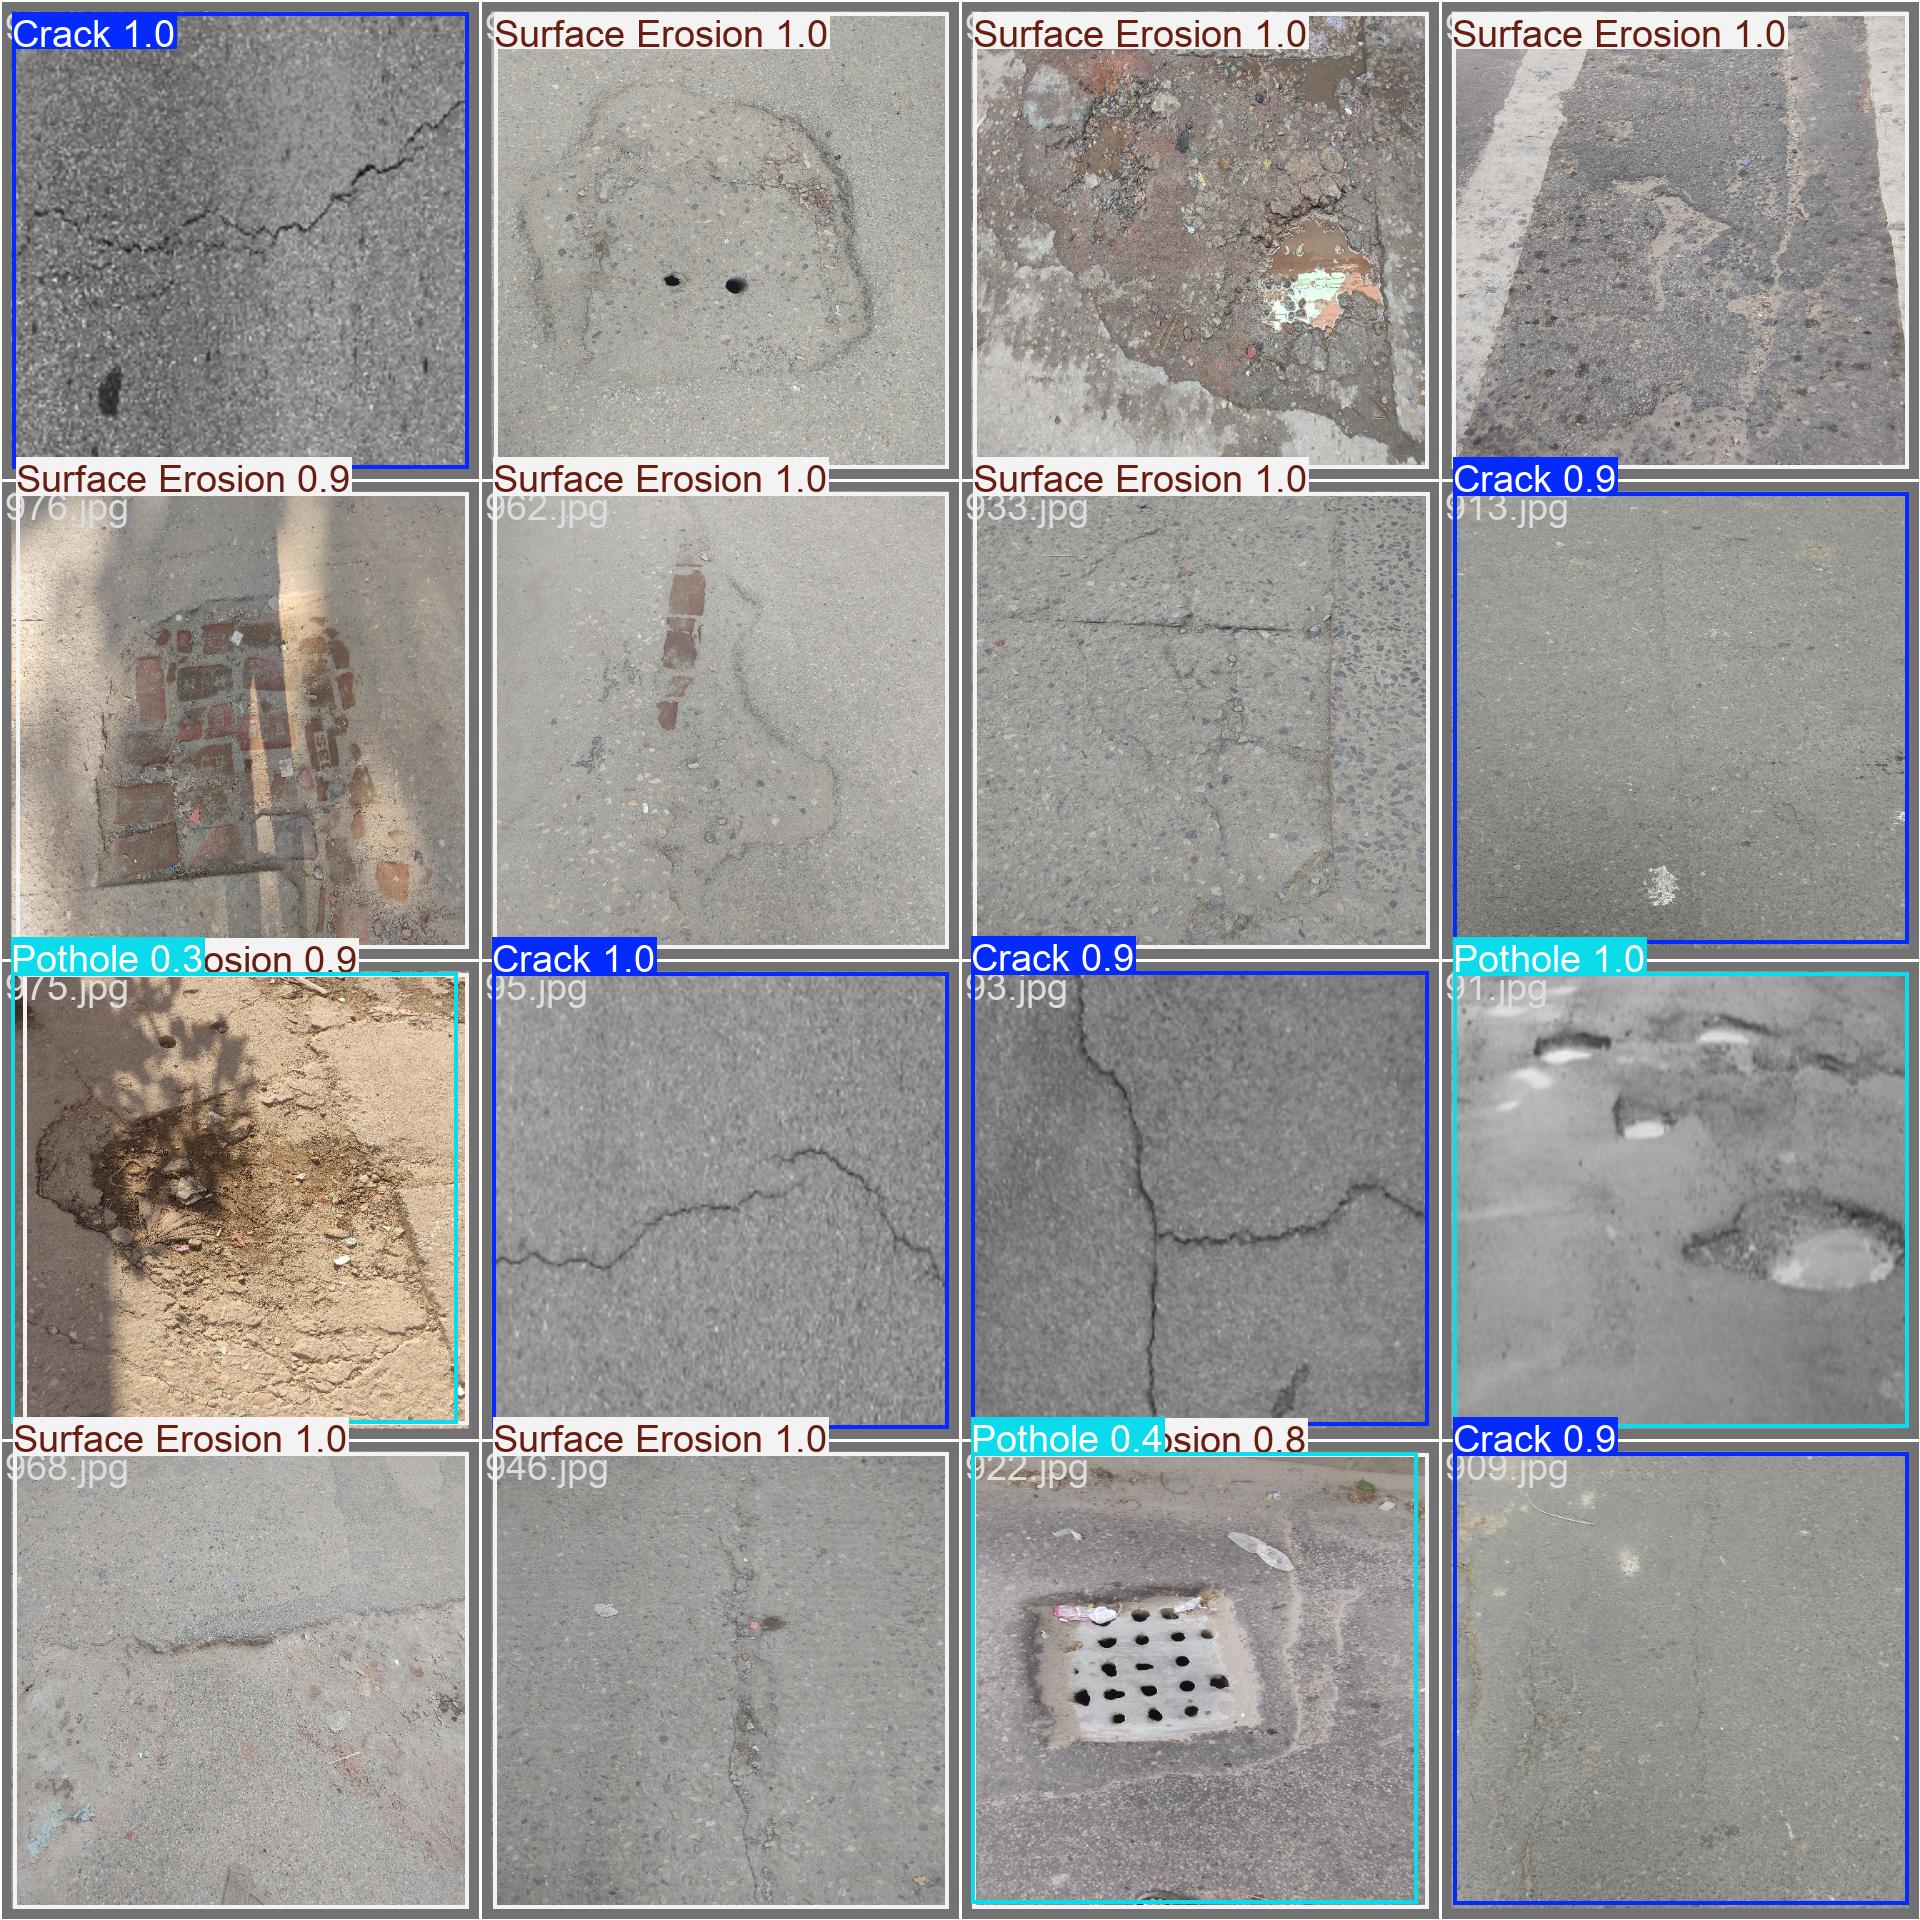 Crack 1.0
Surface Erosion 1.0
Surface Erosion 1.0
Surface Erosion 1.0
Surface Erosion 0.9
Surface Erosion 1.0
Surface Erosion 1.0
Crack 0.9
976.jpg
962.jpg
933.jpg
913.jpg
Pothole 0.3 osion 0.9
Crack 1.0
Crack 0.9
Pothole 1.0
975.jpg
95.jpg
93.jpg
91.jpg
Surface Erosion 1.0
Surface Erosion 1.0
Pothole 0.4 osion 0.8
Crack 0.9
968.jpg
946.jpg
922.jpg
909.jpg